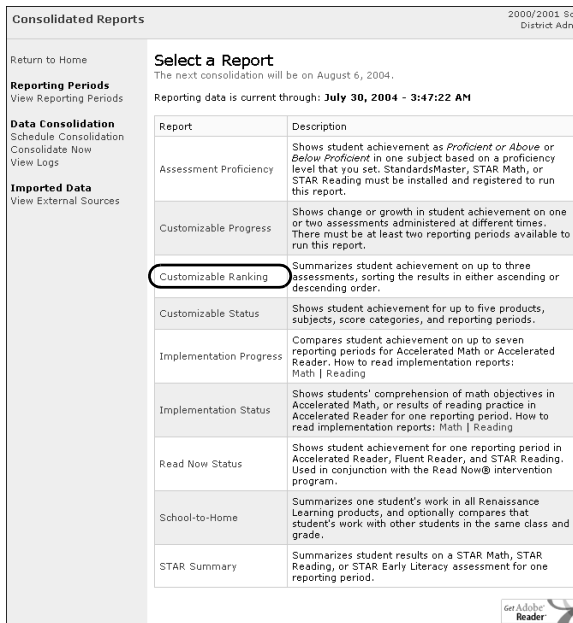 Consolidated Reports
2000/2001 Sc
District Adm
Return to Home
Reporting Periods
View Reporting Periods
Data Consolidation
Schedule Consolidation
Consolidate Now
View Logs
Imported Data
View External Sources
Select a Report
The next consolidation will be on August 6, 2004.
Reporting data is current through: July 30, 2004 - 3:47:22 AM
Report
Description
Assessment Proficiency
Shows student achievement as Proficient or Above or
Below Proficient in one subject based on a proficiency
level that you set. StandardsMaster, STAR Math, or
STAR Reading must be installed and registered to run
this report.
Customizable Progress
Shows change or growth in student achievement on one
or two assessments administered at different times.
There must be at least two reporting periods available to
run this report.
Customizable Ranking
Summarizes student achievement on up to three
assessments, sorting the results in either ascending or
descending order.
Customizable Status
Shows student achievement for up to five products,
subjects, score categories, and reporting periods.
Implementation Progress
Compares student achievement on up to seven
reporting periods for Accelerated Math or Accelerated
Reader. How to read implementation reports:
Math | Reading
Implementation Status
Shows students' comprehension of math objectives in
Accelerated Math, or results of reading practice in
Accelerated Reader for one reporting period. How to
read implementation reports: Math | Reading
Read Now Status
Shows student achievement for one reporting period in
Accelerated Reader, Fluent Reader, and STAR Reading.
Used in conjunction with the Read Now® intervention
program.
School-to-Home
Summarizes one student's work in all Renaissance
Learning products, and optionally compares that
student's work with other students in the same class and
grade.
STAR Summary
Summarizes student results on a STAR Math, STAR
Reading, or STAR Early Literacy assessment for one
reporting period.
Get Adobe
Reader